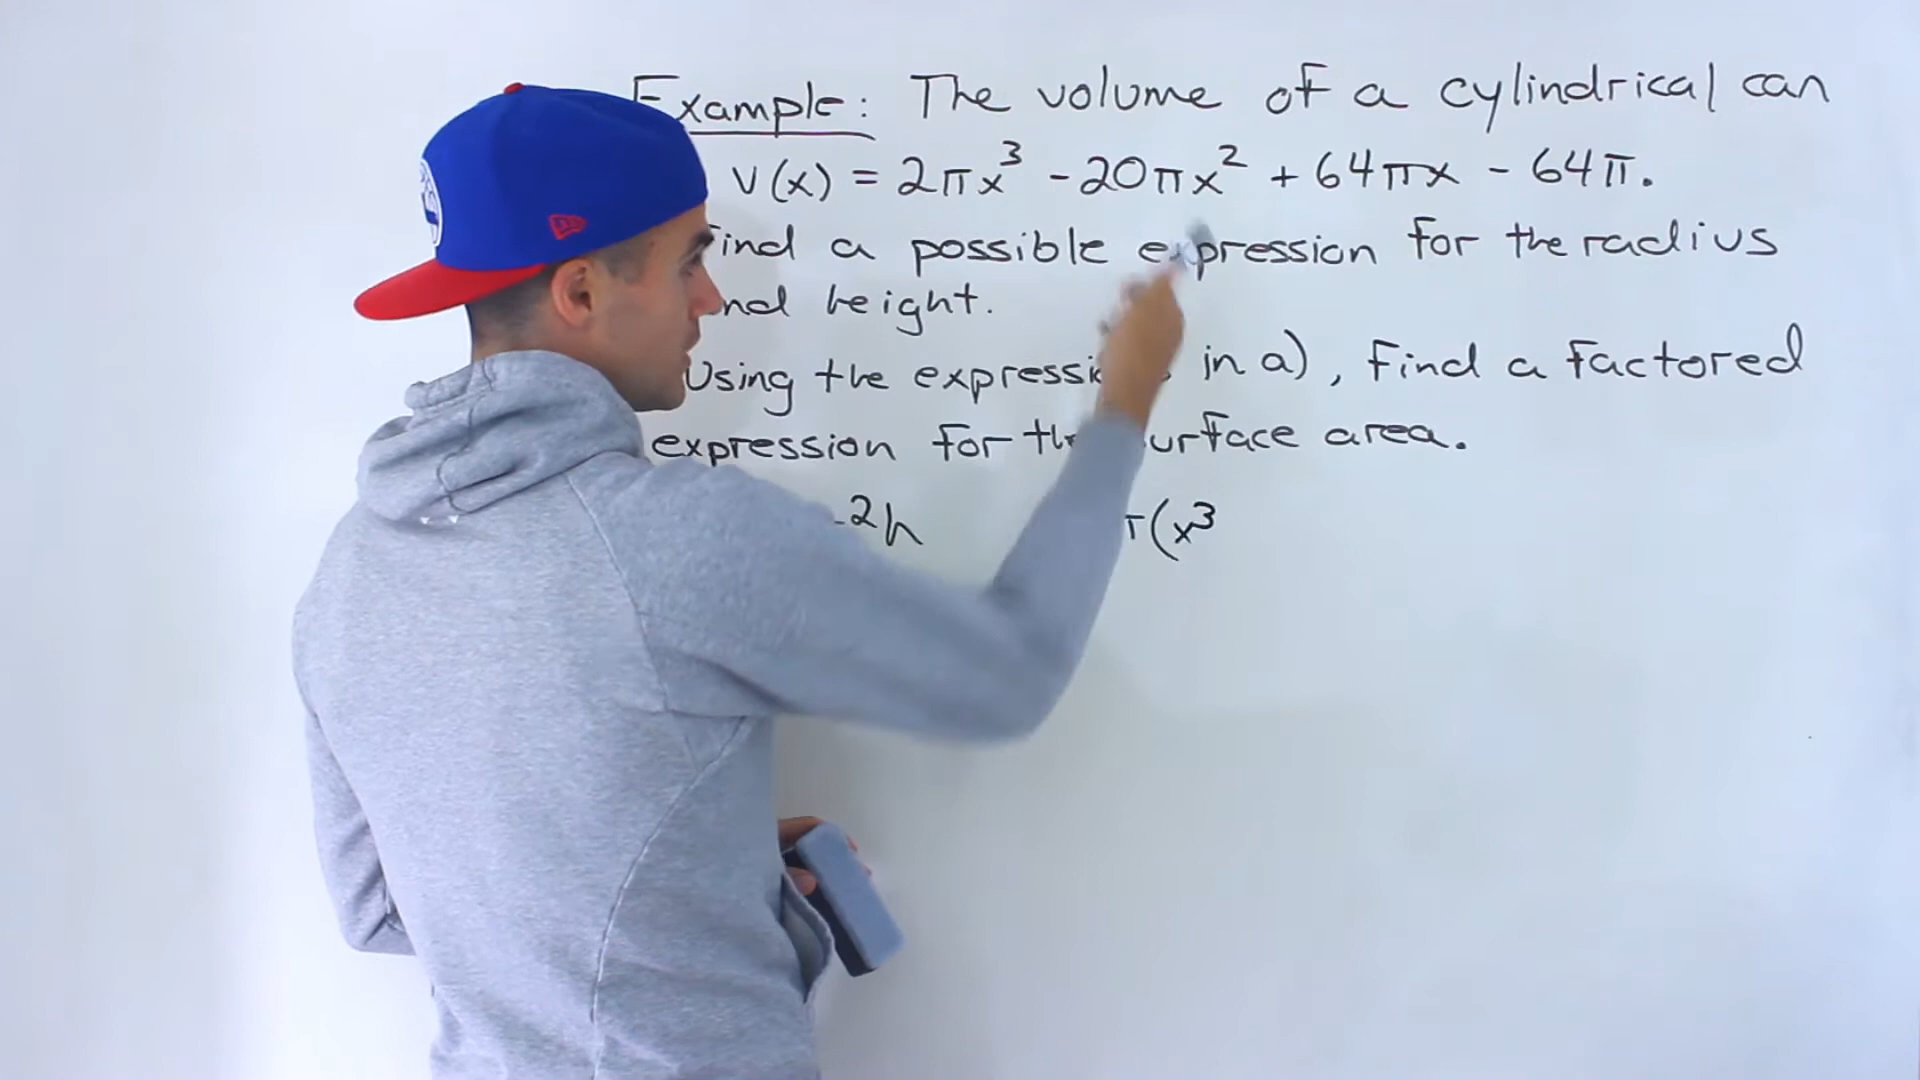 Example: The volume of a cylindrical can
v(x) = 2πx³ - 20πx² + 64πx - 64π.
find a possible expression for the radius
and height.
Using the in a), Find a factored
expression for the surface area.
²h π(x³